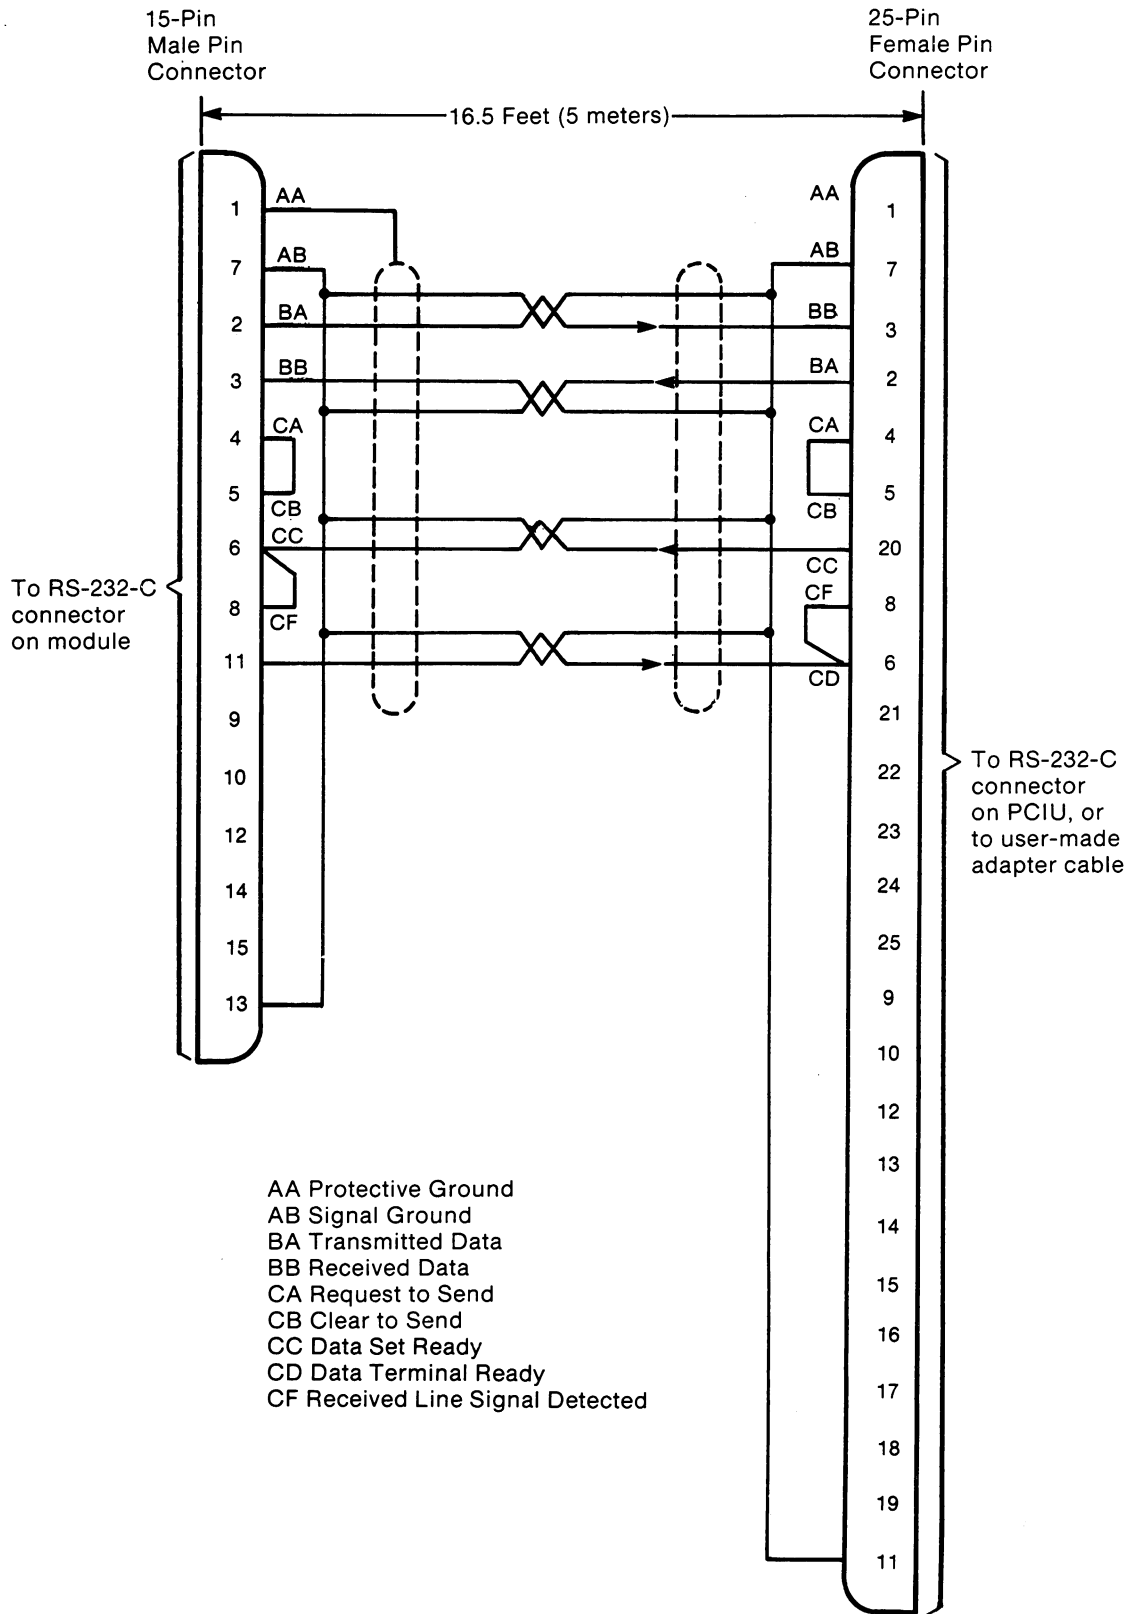 15-Pin
Male Pin
Connector
25-Pin
Female Pin
Connector
16.5 Feet (5 meters)
1
7
2
3
4
5
6
8
11
9
10
12
14
15
13
AA
AB
BA
BB
CA
CB
CC
CF
To RS-232-C
connector
on module
AA
AB
BB
BA
CA
CB
CC
CF
CD
1
7
3
2
4
5
20
8
6
21
22
23
24
25
9
10
12
13
14
15
16
17
18
19
11
To RS-232-C
connector
on PCIU, or
to user-made
adapter cable
AA Protective Ground
AB Signal Ground
BA Transmitted Data
BB Received Data
CA Request to Send
CB Clear to Send
CC Data Set Ready
CD Data Terminal Ready
CF Received Line Signal Detected